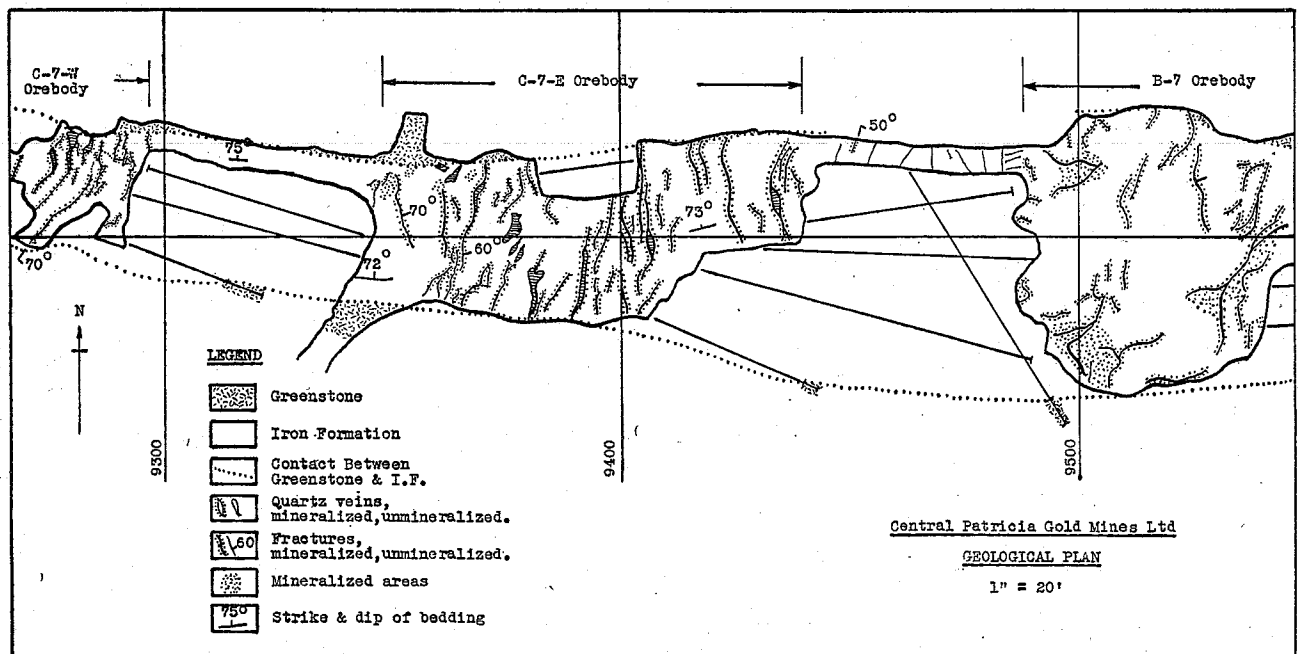 C-7-W
Orebody
C-7-E Orebody
B-7 Orebody
50°
75°
70°
73°
60°
70°
72°
N
9300
9400
9500
LEGEND
Greenstone
Iron Formation
Contact Between
Greenstone & I.F.
Quartz veins,
mineralized,unmineralized.
60
Fractures,
mineralized,unmineralized.
Mineralized areas
75°
Strike & dip of bedding
Central Patricia Gold Mines Ltd
GEOLOGICAL PLAN
1" = 20'